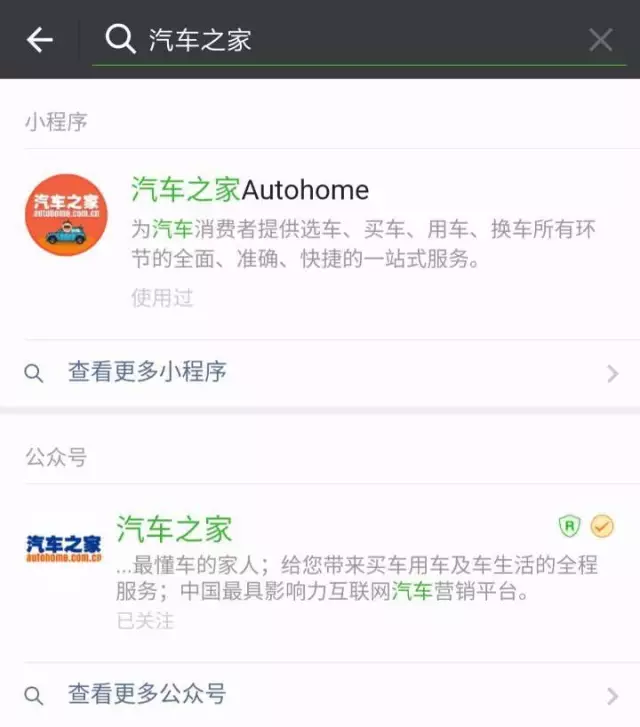 汽车之家
小程序
汽车之家
autohome.com.cn
汽车之家Autohome
为汽车消费者提供选车、买车、用车、换车所有环
节的全面、准确、快捷的一站式服务。
使用过
查看更多小程序
公众号
汽车之家
autohome.com.cn
汽车之家
R
...最懂车的家人；给您带来买车用车及车生活的全程
服务；中国最具影响力互联网汽车营销平台。
已关注
查看更多公众号